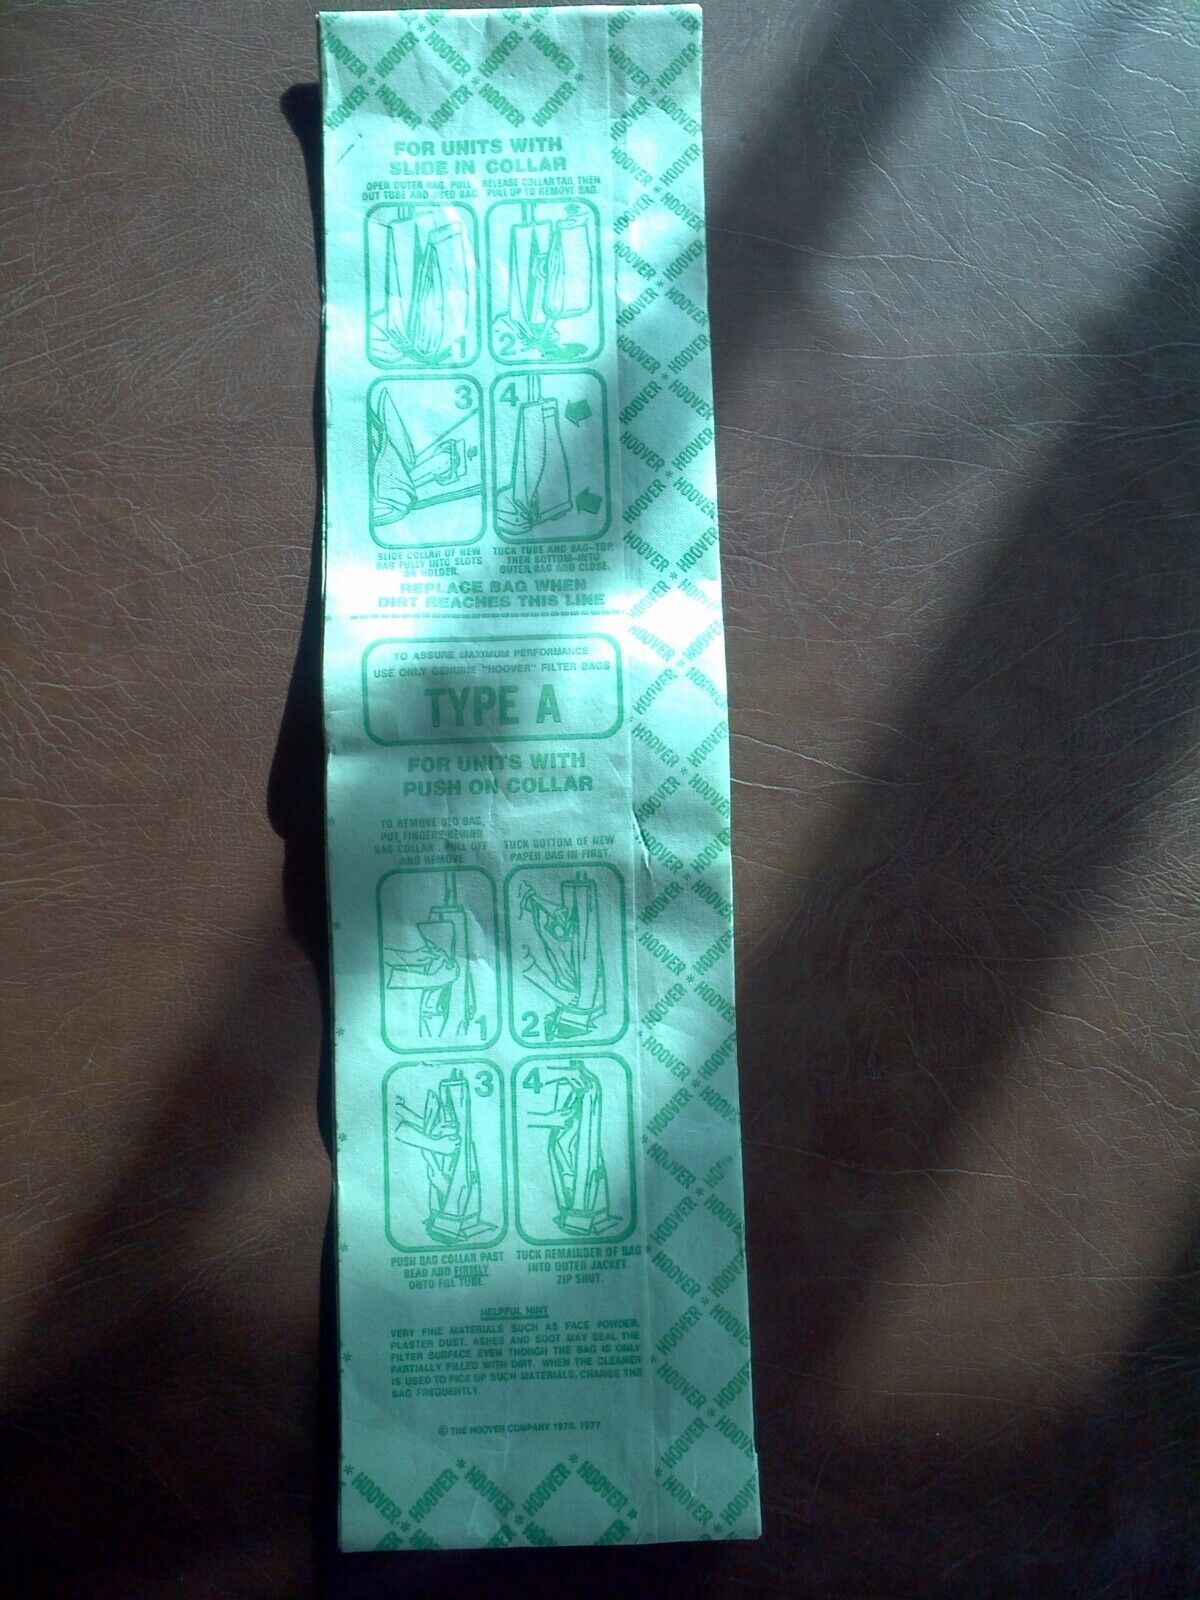 HOOVER * HOOVER * HOOVER
FOR UNITS WITH
SLIDE IN COLLAR
OPEN OUTER BAG, PULL
OUT TUBE AND USED BAG.
RELEASE COLLAR TAB, THEN
PULL UP TO REMOVE BAG.
1
2
3
4
SLIDE COLLAR OF NEW
BAG FULLY INTO SLOTS
ON HOLDER.
TUCK TUBE AND BAG-TOP,
THEN BOTTOM-INTO
OUTER BAG AND CLOSE.
REPLACE BAG WHEN
DIRT REACHES THIS LINE
TO ASSURE MAXIMUM PERFORMANCE
USE ONLY GENUINE "HOOVER" FILTER BAGS
TYPE A
FOR UNITS WITH
PUSH ON COLLAR
TO REMOVE OLD BAG,
PUT FINGERS BEHIND
BAG COLLAR. PULL OFF
AND REMOVE.
TUCK BOTTOM OF NEW
PAPER BAG IN FIRST.
1
2
3
4
PUSH BAG COLLAR PAST
BEAD AND FIRMLY
ONTO FILL TUBE.
TUCK REMAINDER OF BAG
INTO OUTER JACKET.
ZIP SHUT.
HELPFUL HINT
VERY FINE MATERIALS SUCH AS FACE POWDER,
PLASTER DUST, ASHES AND SOOT MAY SEAL THE
FILTER SURFACE EVEN THOUGH THE BAG IS ONLY
PARTIALLY FILLED WITH DIRT. WHEN THE CLEANER
IS USED TO PICK UP SUCH MATERIALS, CHANGE THE
BAG FREQUENTLY.
© THE HOOVER COMPANY 1975, 1977
* HOOVER * HOOVER * HOOVER